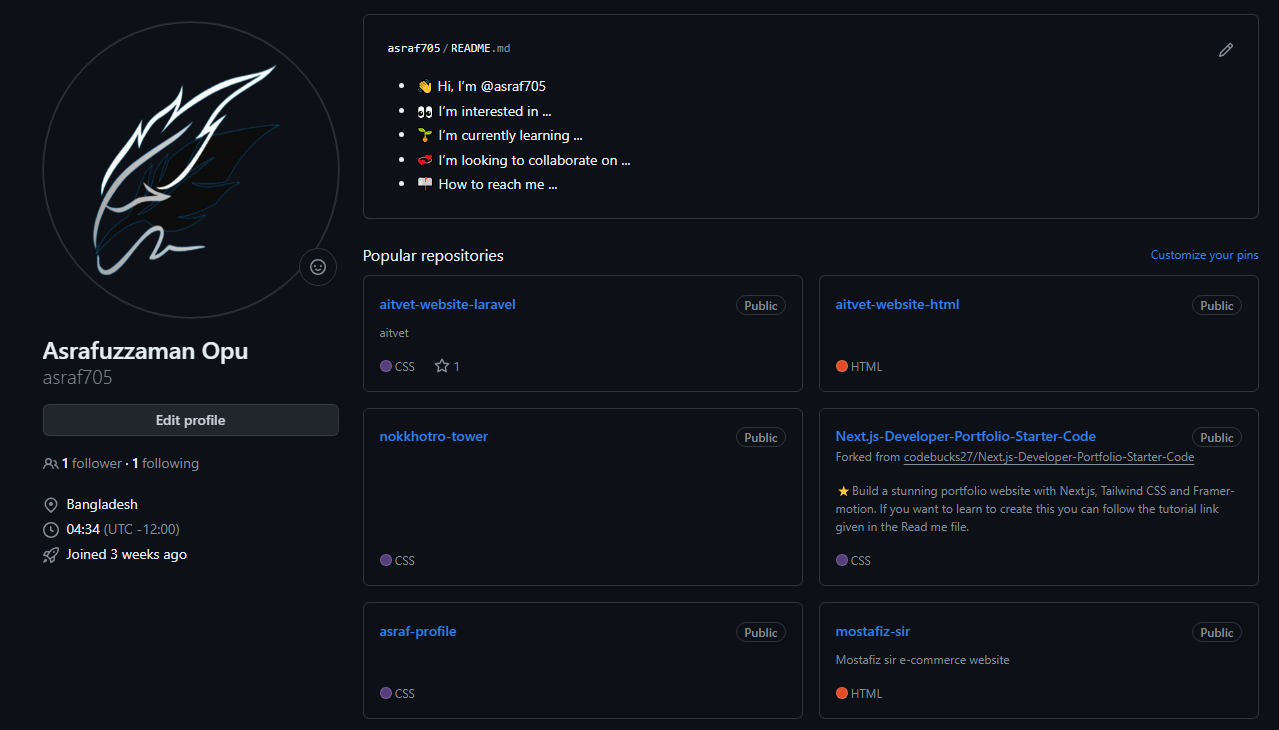 asraf705/README.md
👋 Hi, I'm @asraf705
👀 I'm interested in ...
🌱 I'm currently learning ...
💞️ I'm looking to collaborate on ...
📫 How to reach me ...
Asrafuzzaman Opu
asraf705
Edit profile
1 follower · 1 following
Bangladesh
04:34 (UTC -12:00)
Joined 3 weeks ago
Popular repositories
Customize your pins
aitvet-website-laravel
Public
aitvet
CSS
1
aitvet-website-html
Public
HTML
nokkhotro-tower
Public
CSS
Next.js-Developer-Portfolio-Starter-Code
Public
Forked from codebucks27/Next.js-Developer-Portfolio-Starter-Code
⭐Build a stunning portfolio website with Next.js, Tailwind CSS and Framer-
motion. If you want to learn to create this you can follow the tutorial link
given in the Read me file.
CSS
asraf-profile
Public
CSS
mostafiz-sir
Public
Mostafiz sir e-commerce website
HTML